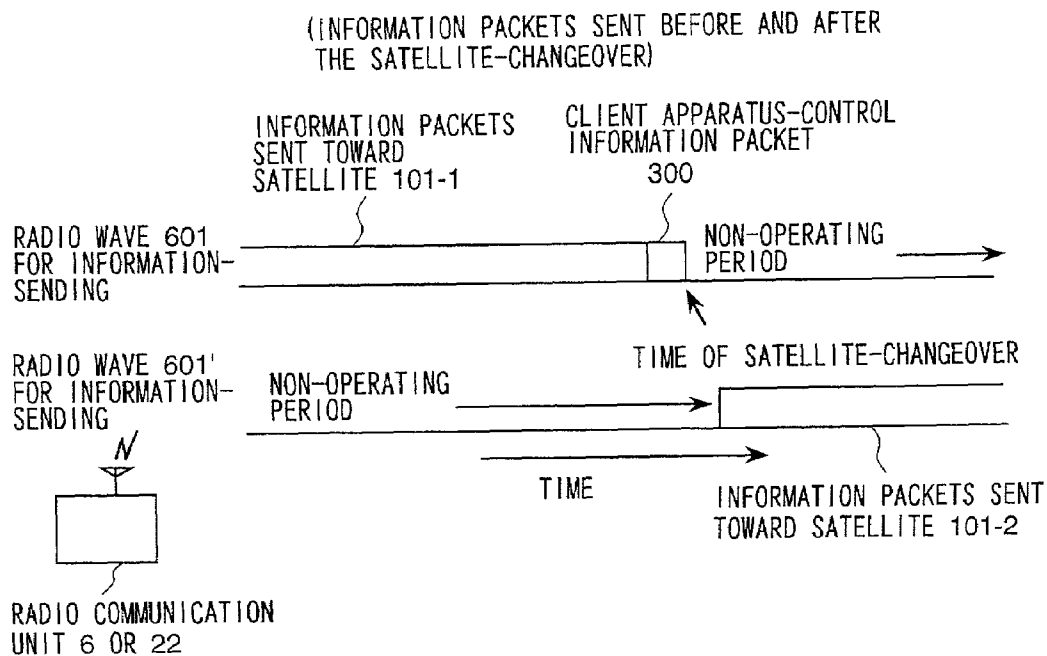 (INFORMATION PACKETS SENT BEFORE AND AFTER
THE SATELLITE-CHANGEOVER)
INFORMATION PACKETS
SENT TOWARD
SATELLITE 101-1
CLIENT APPARATUS-CONTROL
INFORMATION PACKET
300
RADIO WAVE 601
FOR INFORMATION-
SENDING
NON-OPERATING
PERIOD
TIME OF SATELLITE-CHANGEOVER
RADIO WAVE 601'
FOR INFORMATION-
SENDING
NON-OPERATING
PERIOD
TIME
INFORMATION PACKETS SENT
TOWARD SATELLITE 101-2
RADIO COMMUNICATION
UNIT 6 OR 22